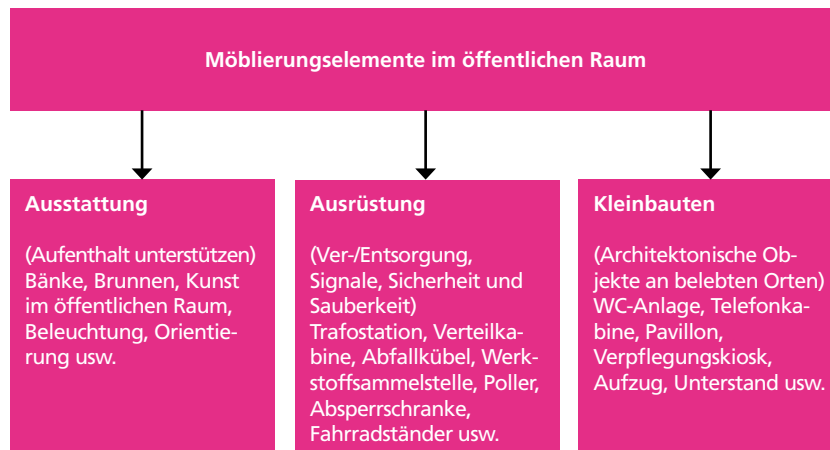 Möblierungselemente im öffentlichen Raum
Ausstattung
(Aufenthalt unterstützen)
Bänke, Brunnen, Kunst
im öffentlichen Raum,
Beleuchtung, Orientie-
rung usw.
Ausrüstung
(Ver-/Entsorgung,
Signale, Sicherheit und
Sauberkeit)
Trafostation, Verteilka-
bine, Abfallkübel, Werk-
stoffsammelstelle, Poller,
Absperrschranke,
Fahrradständer usw.
Kleinbauten
(Architektonische Ob-
jekte an belebten Orten)
WC-Anlage, Telefonka-
bine, Pavillon,
Verpflegungskiosk,
Aufzug, Unterstand usw.